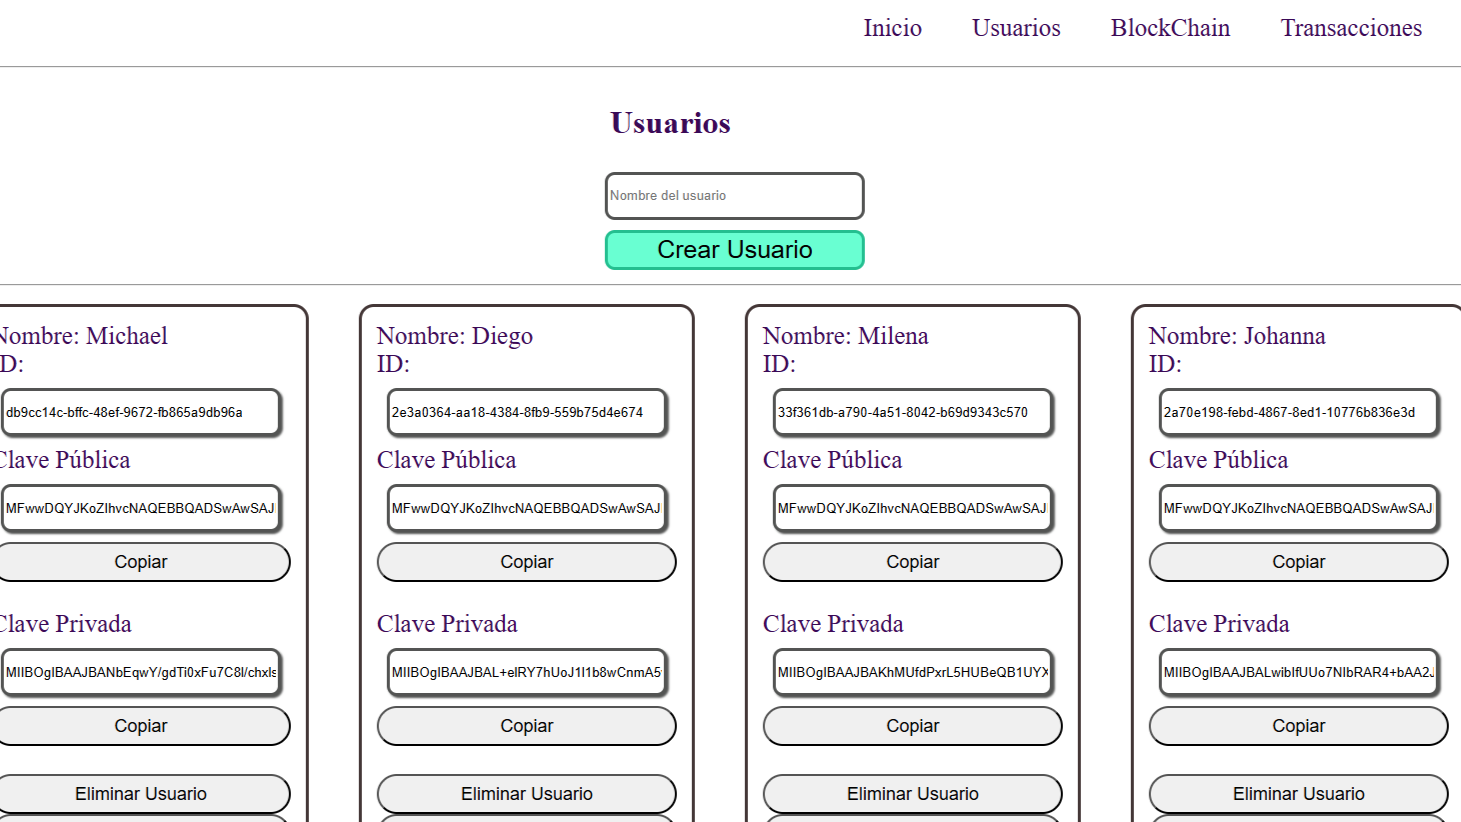 Inicio Usuarios BlockChain Transacciones
Usuarios
Nombre del usuario
Crear Usuario
Nombre: Michael
ID:
db9cc14c-bffc-48ef-9672-fb865a9db96a
Clave Pública
MFwwDQYJKoZIhvcNAQEBBQADSwAwSAJ
Copiar
Clave Privada
MIIBOgIBAAJBANbEqwY/gdTi0xFu7C8I/chxIs
Copiar
Eliminar Usuario
Nombre: Diego
ID:
2e3a0364-aa18-4384-8fb9-559b75d4e674
Clave Pública
MFwwDQYJKoZIhvcNAQEBBQADSwAwSAJ
Copiar
Clave Privada
MIIBOgIBAAJBAL+elRY7hUoJ1l1b8wCnmA5
Copiar
Eliminar Usuario
Nombre: Milena
ID:
33f361db-a790-4a51-8042-b69d9343c570
Clave Pública
MFwwDQYJKoZIhvcNAQEBBQADSwAwSAJ
Copiar
Clave Privada
MIIBOgIBAAJBAKhMUfdPxrL5HUBeQB1UYX
Copiar
Eliminar Usuario
Nombre: Johanna
ID:
2a70e198-febd-4867-8ed1-10776b836e3d
Clave Pública
MFwwDQYJKoZIhvcNAQEBBQADSwAwSAJ
Copiar
Clave Privada
MIIBOgIBAAJBALwibIfUUo7NIbRAR4+bAA2J
Copiar
Eliminar Usuario